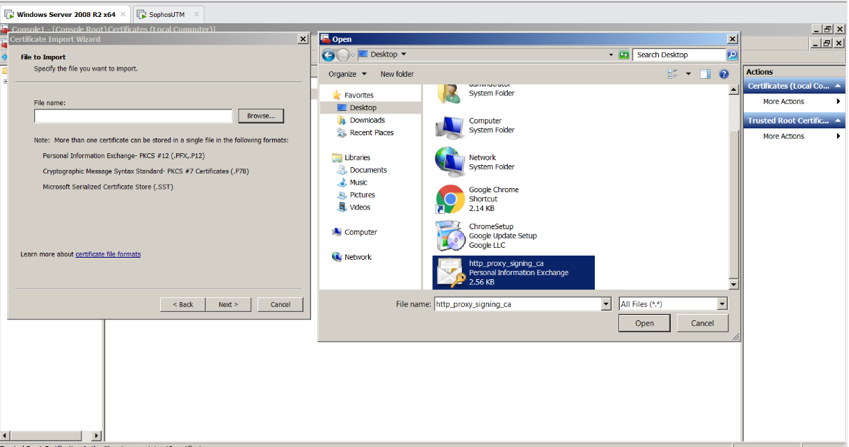 Windows Server 2008 R2 x64
SophosUTM
Console1 - [Console Root\Certificates (Local Computer)]
Certificate Import Wizard
File to Import
Specify the file you want to import.
File name:
Browse...
Note: More than one certificate can be stored in a single file in the following formats:
Personal Information Exchange- PKCS #12 (.PFX,.P12)
Cryptographic Message Syntax Standard- PKCS #7 Certificates (.P7B)
Microsoft Serialized Certificate Store (.SST)
Learn more about certificate file formats
< Back
Next >
Cancel
Open
Desktop
Search Desktop
Organize
New folder
Favorites
Desktop
Downloads
Recent Places
Libraries
Documents
Music
Pictures
Videos
Computer
Network
administrator
System Folder
Computer
System Folder
Network
System Folder
Google Chrome
Shortcut
2.14 KB
ChromeSetup
Google Update Setup
Google LLC
http_proxy_signing_ca
Personal Information Exchange
2.56 KB
File name:
http_proxy_signing_ca
All Files (*.*)
Open
Cancel
Actions
Certificates (Local Co...
More Actions
Trusted Root Certific...
More Actions